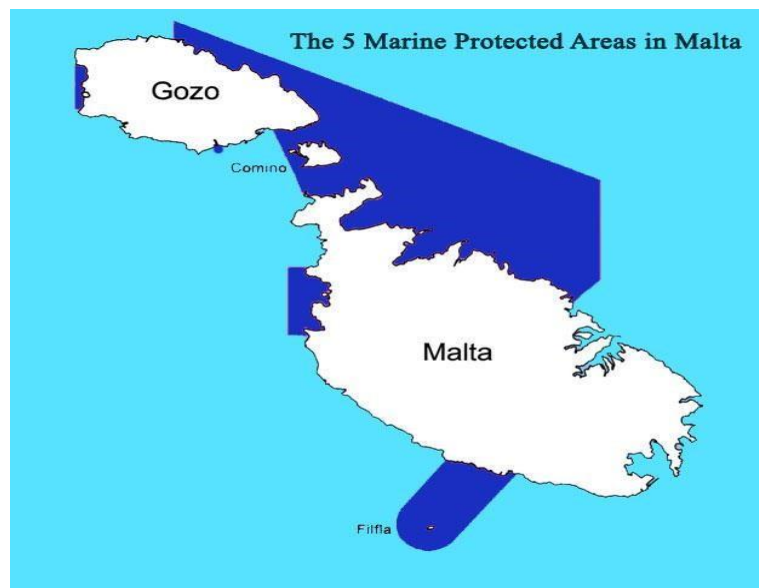 The 5 Marine Protected Areas in Malta
Gozo
Comino
Malta
Filfla